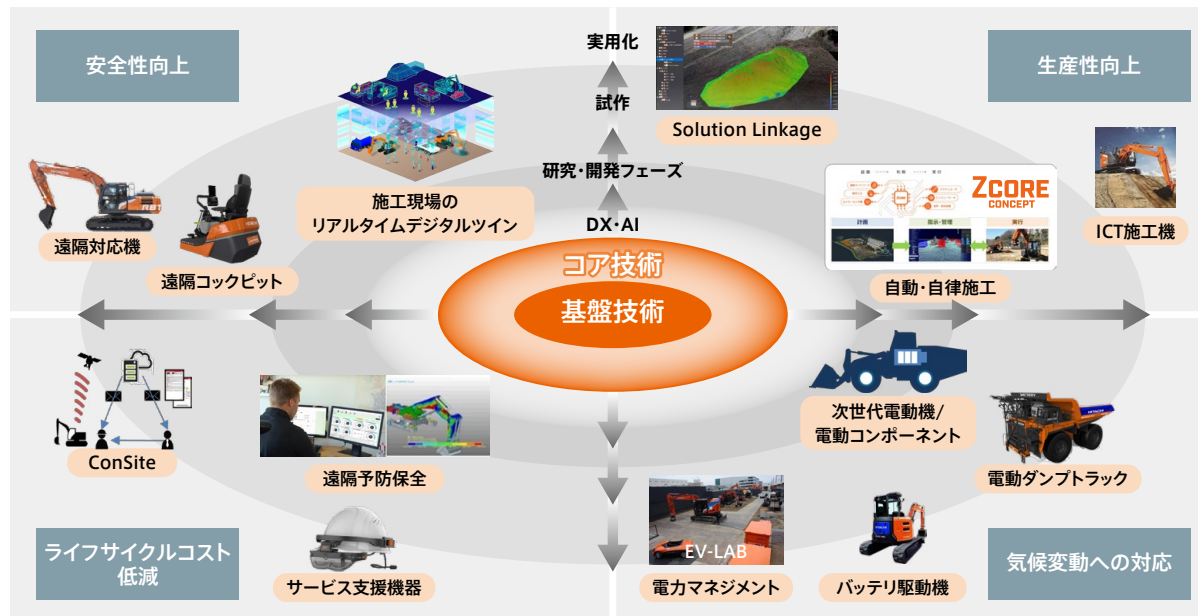 安全性向上
実用化
試作
研究・開発フェーズ
DX・AI
生産性向上
Solution Linkage
施工現場の
リアルタイムデジタルツイン
遠隔対応機
遠隔コックピット
ZCORE
CONCEPT
計画
指示・管理
実行
自動・自律施工
ICT施工機
コア技術
基盤技術
ConSite
遠隔予防保全
サービス支援機器
ライフサイクルコスト
低減
次世代電動機/
電動コンポーネント
電動ダンプトラック
EV-LAB
電力マネジメント
バッテリ駆動機
気候変動への対応